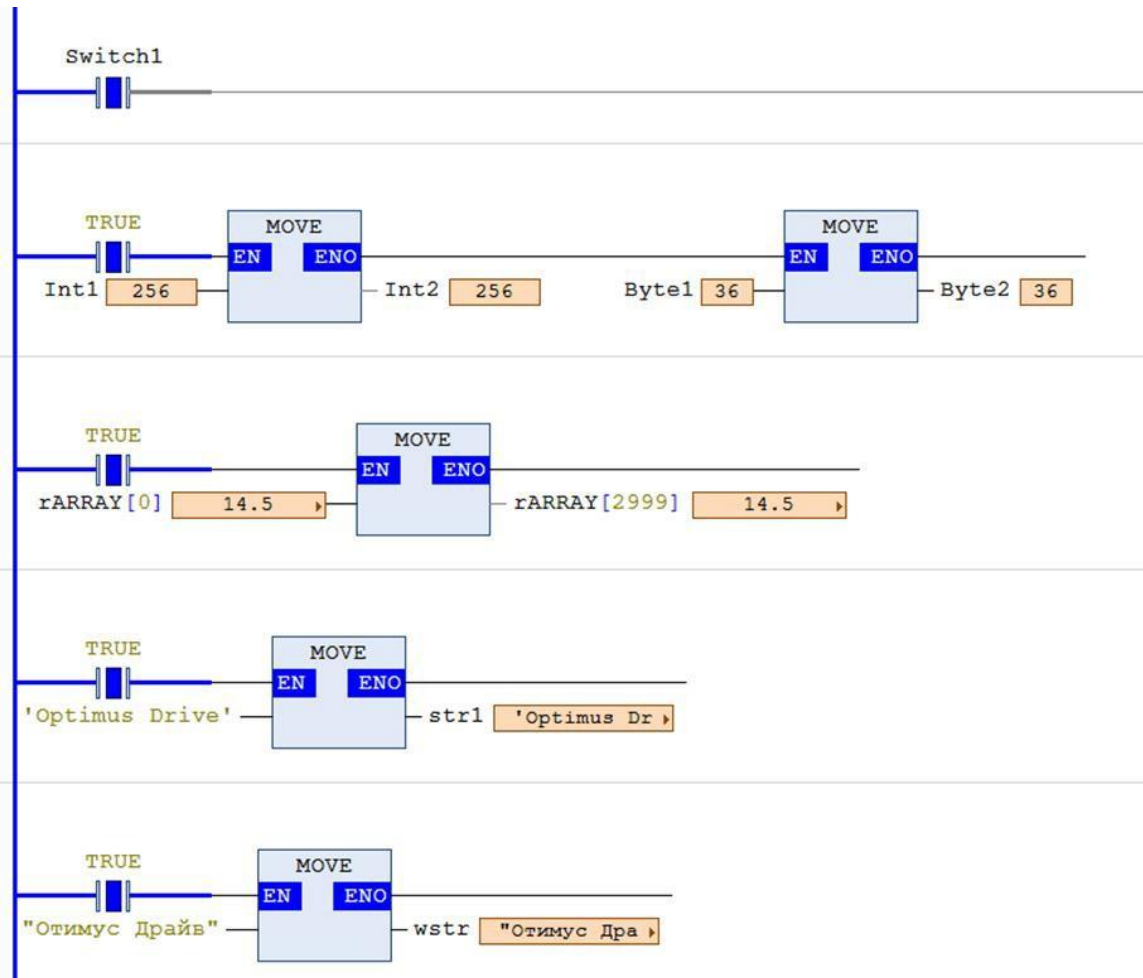 Switch1
TRUE
MOVE
MOVE
EN ENO
EN ENO
Int1 256
Int2 256
Byte1 36
Byte2 36
TRUE
MOVE
EN ENO
rARRAY[0] 14.5
rARRAY[2999] 14.5
TRUE
MOVE
EN ENO
'Optimus Drive'
str1 'Optimus Dr
TRUE
MOVE
EN ENO
"Отимус Драйв"
wstr "Отимус Дра